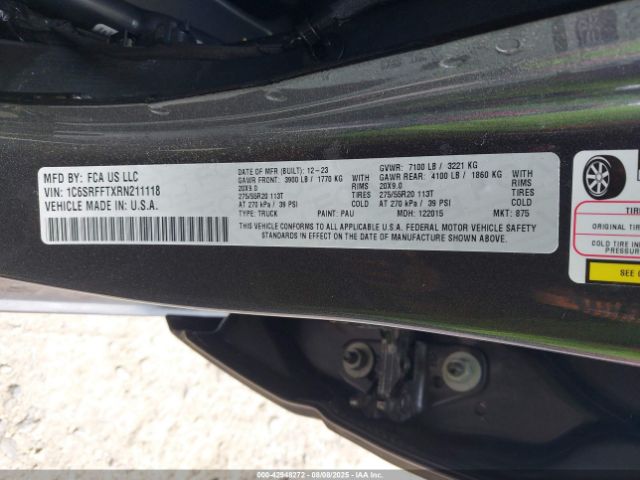 MFD BY: FCA US LLC
VIN: 1C6SRFFTXRN211118
VEHICLE MADE IN U.S.A.
DATE OF MFR (BUILT): 12-23
GVWR: 7100 LB / 3221 KG
GAWR FRONT: 3900 LB / 1770 KG WITH
GAWR REAR: 4100 LB / 1860 KG WITH
20X9.0 RIMS
20X9.0 RIMS
275/55R20 113T TIRES
275/55R20 113T TIRES
AT 270 kPa / 39 PSI COLD
AT 270 kPa / 39 PSI COLD
TYPE: TRUCK PAINT: PAU MDH: 122015 MKT: 875
THIS VEHICLE CONFORMS TO ALL APPLICABLE U.S.A. FEDERAL MOTOR VEHICLE SAFETY
STANDARDS IN EFFECT ON THE DATE OF MANUFACTURE SHOWN ABOVE.
ORIGINAL TIR
COLD TIRE IN
PRESSURE
SEE
000-42948272 - 08/08/2025 - IAAI.com